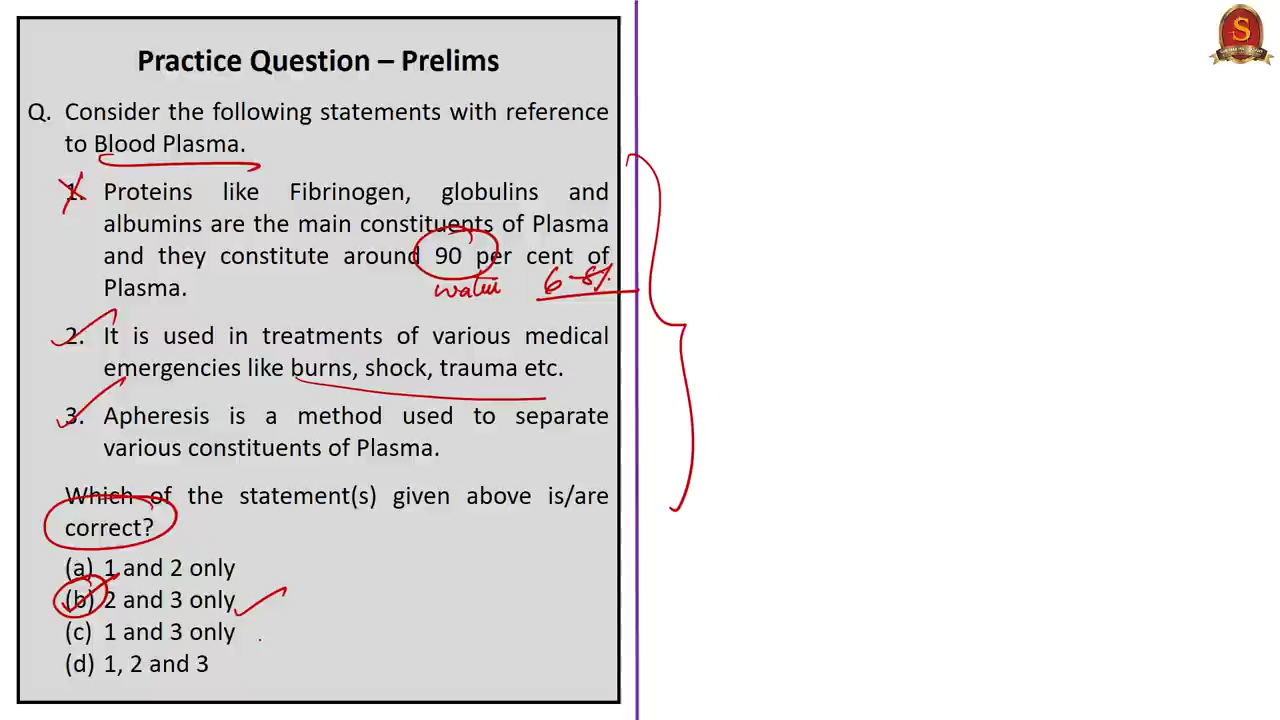 Practice Question – Prelims
Q. Consider the following statements with reference
to Blood Plasma.
1. Proteins like Fibrinogen, globulins and
albumins are the main constituents of Plasma
and they constitute around 90 per cent of
Plasma.
water 6-8%
2. It is used in treatments of various medical
emergencies like burns, shock, trauma etc.
3. Apheresis is a method used to separate
various constituents of Plasma.
Which of the statement(s) given above is/are
correct?
(a) 1 and 2 only
(b) 2 and 3 only
(c) 1 and 3 only
(d) 1, 2 and 3
S